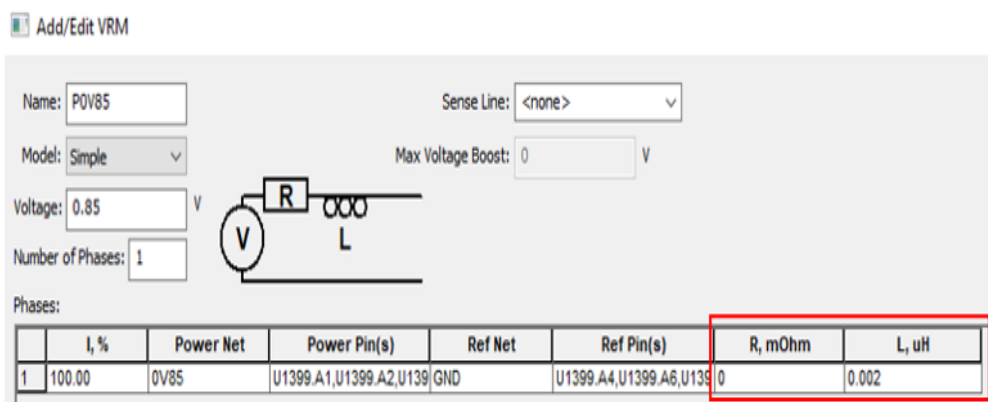 Add/Edit VRM
Name: P0V85 Sense Line: <none>
Model: Simple Max Voltage Boost: 0 V
Voltage: 0.85 V
R
V
L
Number of Phases: 1
Phases:
I, % Power Net Power Pin(s) Ref Net Ref Pin(s) R, mOhm L, uH
1 100.00 0V85 U1399.A1,U1399.A2,U139 GND U1399.A4,U1399.A6,U139 0 0.002